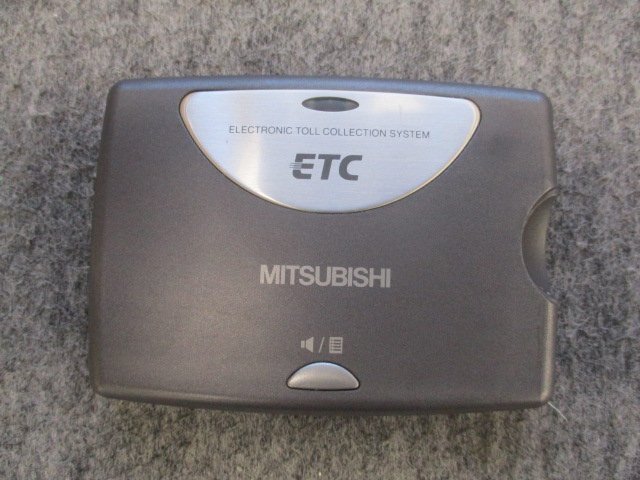 ELECTRONIC TOLL COLLECTION SYSTEM
ETC
MITSUBISHI
/